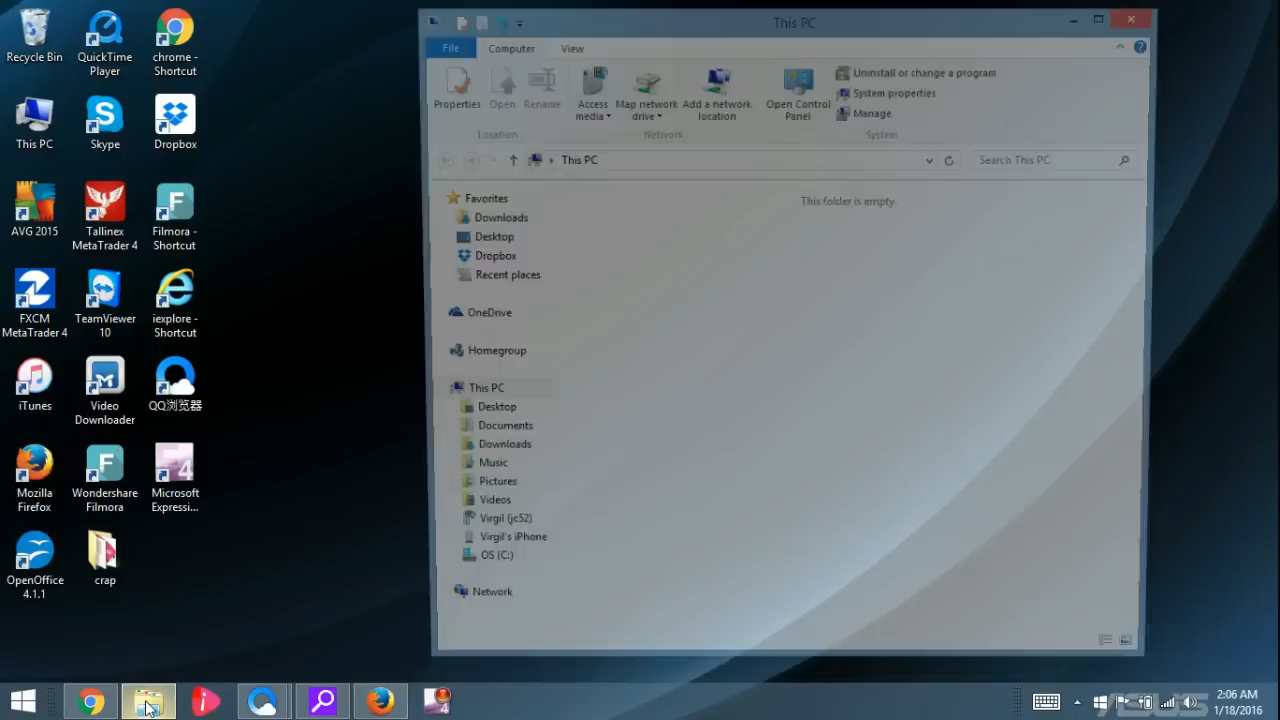 Recycle Bin
QuickTime
Player
chrome -
Shortcut
This PC
Skype
Dropbox
AVG 2015
Tallinex
MetaTrader 4
Filmora -
Shortcut
FXCM
MetaTrader 4
TeamViewer
10
iexplore -
Shortcut
iTunes
Video
Downloader
QQ浏览器
Mozilla
Firefox
Wondershare
Filmora
Microsoft
Expressi...
OpenOffice
4.1.1
crap
This PC
File
Computer
View
Properties
Open
Rename
Access
media
Map network
drive
Add a network
location
Open Control
Panel
Uninstall or change a program
System properties
Manage
Location
Network
System
This PC
Search This PC
This folder is empty.
Favorites
Downloads
Desktop
Dropbox
Recent places
OneDrive
Homegroup
This PC
Desktop
Documents
Downloads
Music
Pictures
Videos
Virgil (jc52)
Virgil's iPhone
OS (C:)
Network
ASUS
2:06 AM
1/18/2016